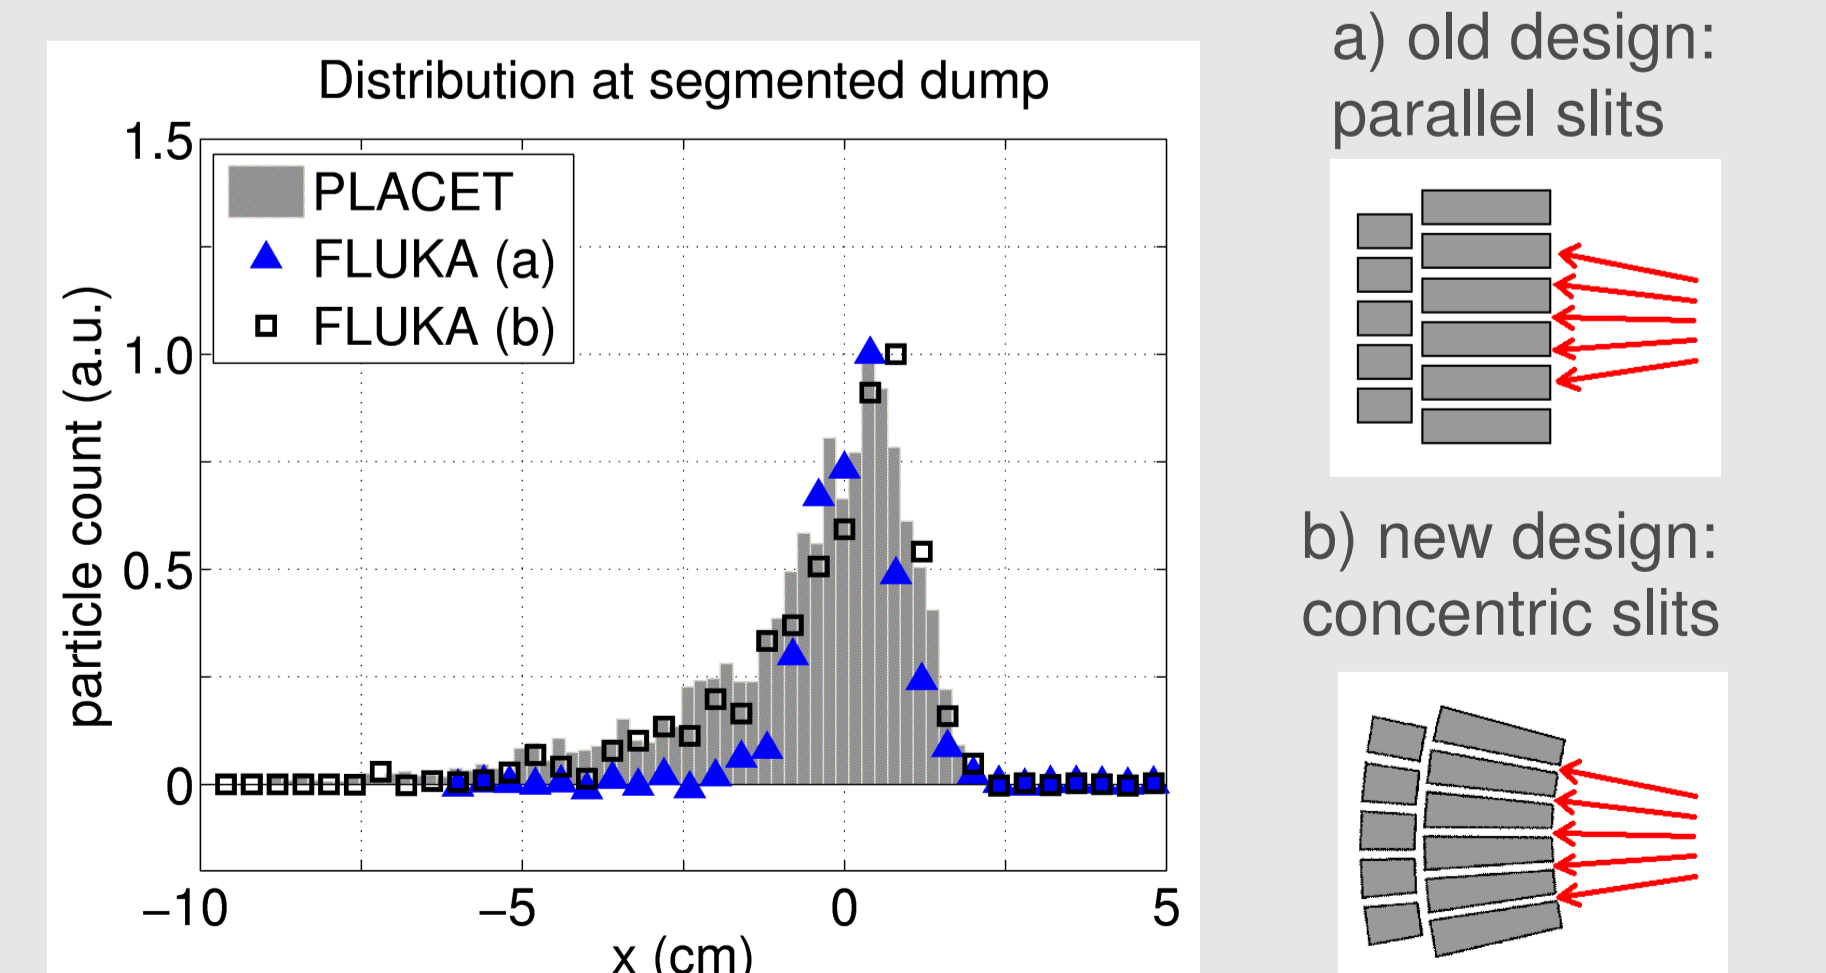 Distribution at segmented dump
1.5
1.0
0.5
0
particle count (a.u.)
PLACET
FLUKA (a)
FLUKA (b)
−10
−5
0
5
x (cm)
a) old design:
parallel slits
b) new design:
concentric slits